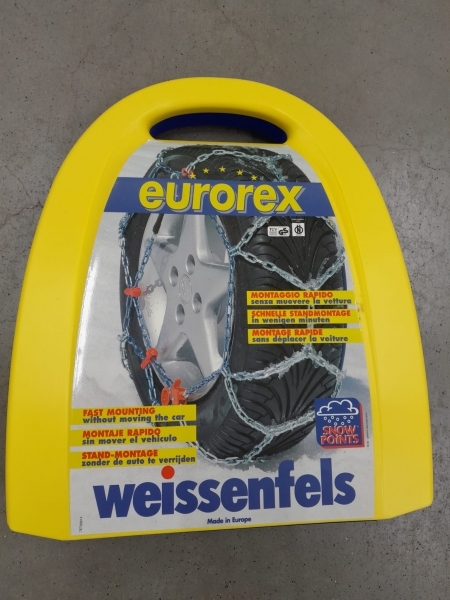 eurorex
MONTAGGIO RAPIDO
senza muovere la vettura
SCHNELLE STANDMONTAGE
in wenigen minuten
MONTAGE RAPIDE
sans déplacer la voiture
FAST MOUNTING
without moving the car
MONTAJE RAPIDO
sin mover el vehículo
STAND-MONTAGE
zonder de auto te verrijden
SNOW
POINTS
weissenfels
Made in Europe